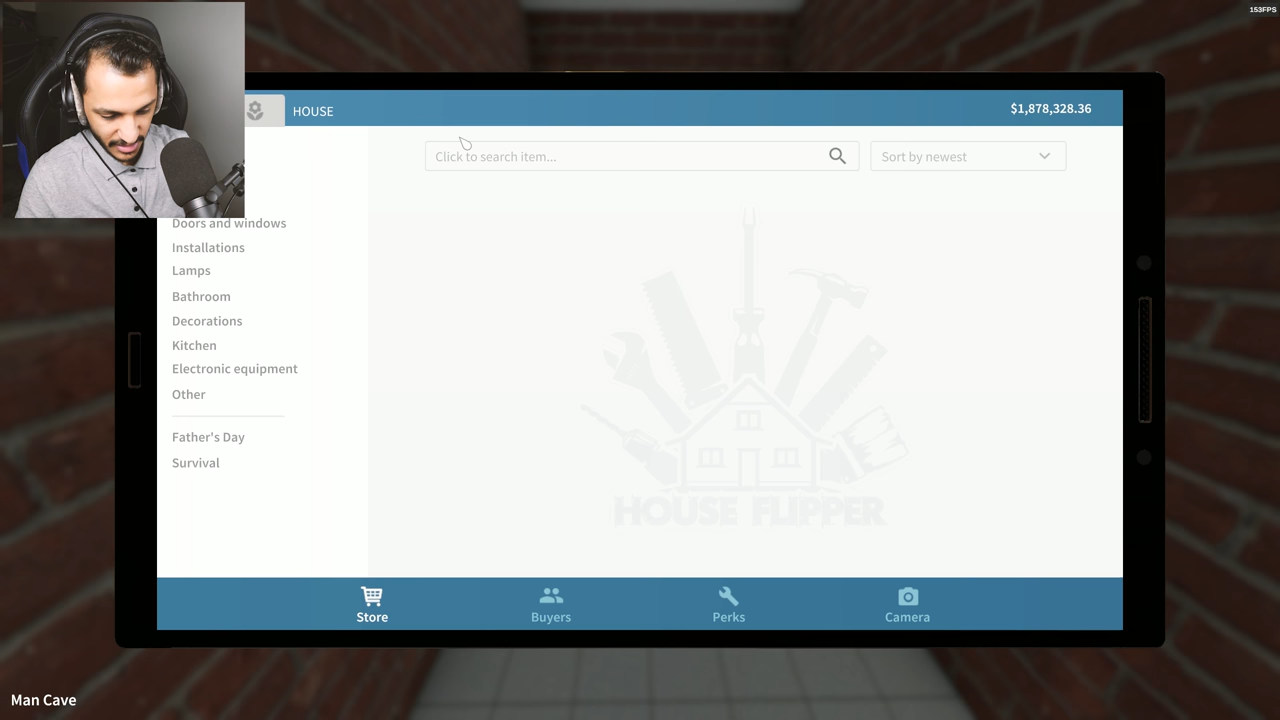 153FPS
HOUSE
$1,878,328.36
Click to search item...
Sort by newest
Doors and windows
Installations
Lamps
Bathroom
Decorations
Kitchen
Electronic equipment
Other
Father's Day
Survival
HOUSE FLIPPER
Store
Buyers
Perks
Camera
Man Cave